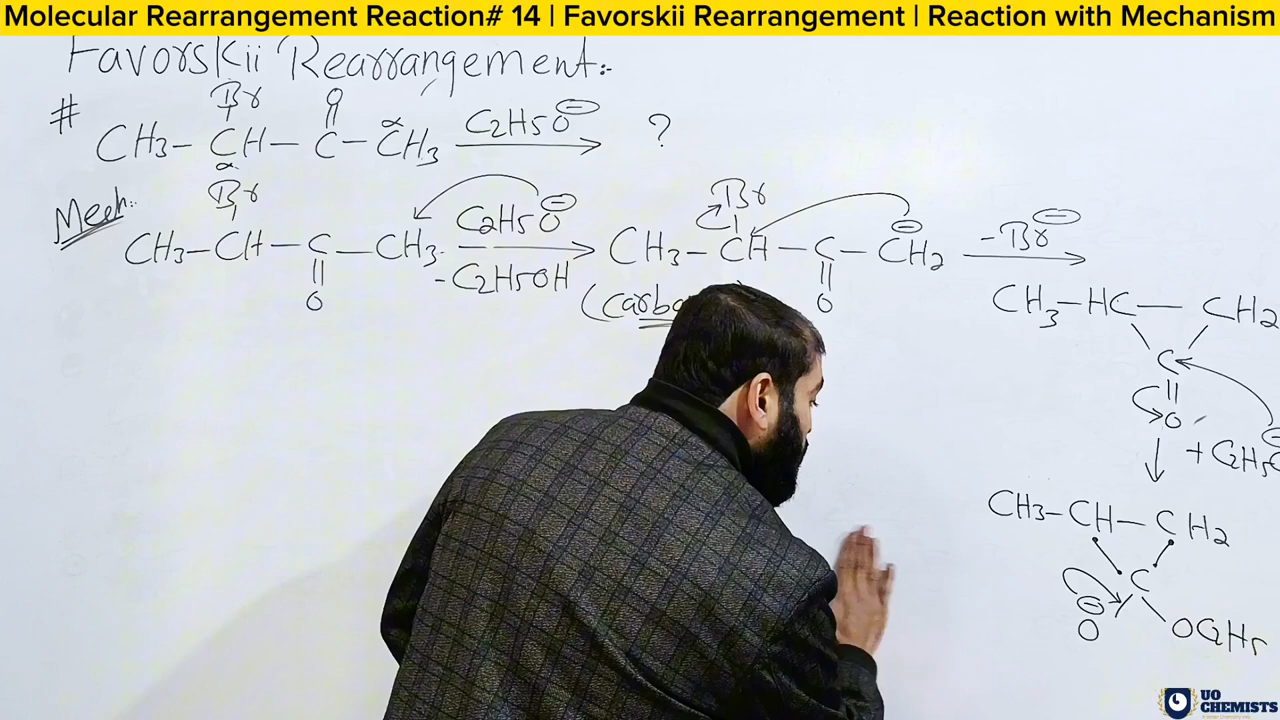 Molecular Rearrangement Reaction# 14 | Favorskii Rearrangement | Reaction with Mechanism
Favorskii Rearrangement:-
# Br O
CH3-CH-C-CH3 C2H5O⊖ ?
α α
Mech:-
Br Br
CH3-CH-C-CH3 C2H5O⊖ CH3-CH-C-CH2 ⊖ -Br⊖
-C2H5OH
O O
CH3-HC-CH2
C
O
+ C2H5
CH3-CH-CH2
C
⊖
O OC2H5
UO
CHEMISTS